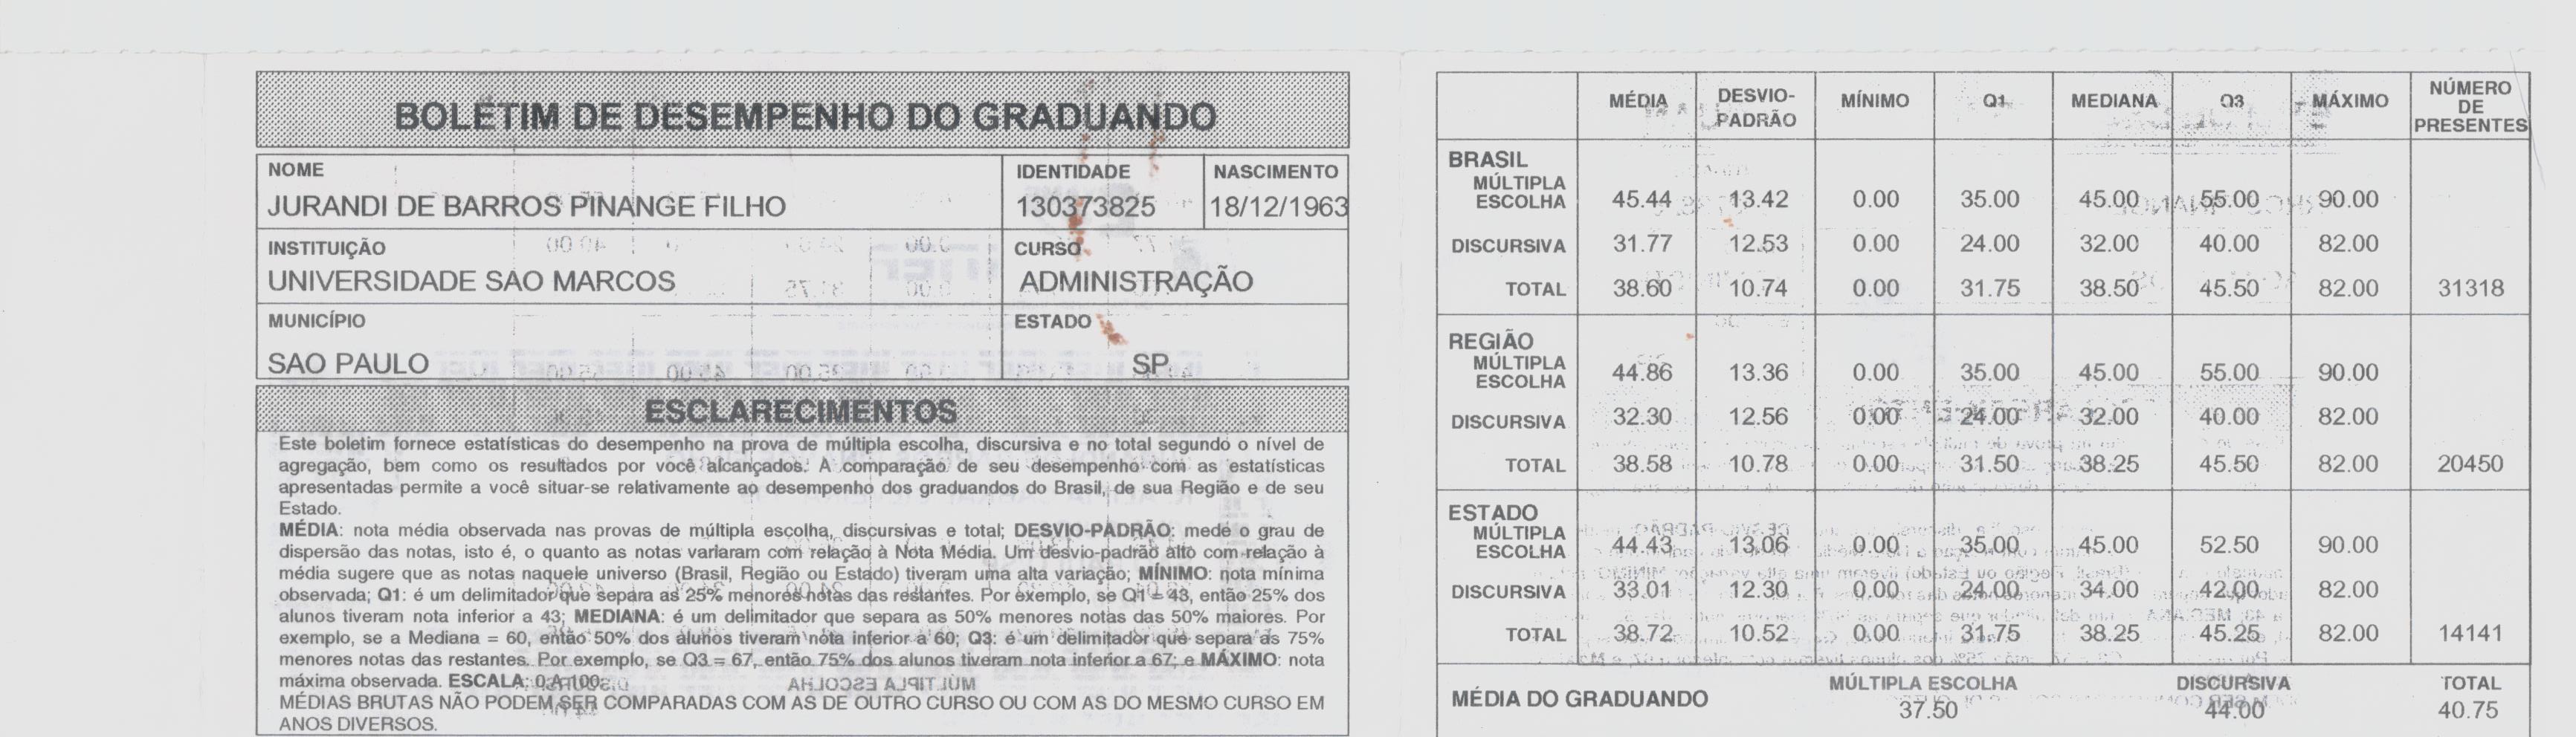 BOLETIM DE DESEMPENHO DO GRADUANDO
NOME
IDENTIDADE
NASCIMENTO
JURANDI DE BARROS PINANGE FILHO
130373825
18/12/1963
INSTITUIÇÃO
CURSO
UNIVERSIDADE SAO MARCOS
ADMINISTRAÇÃO
MUNICÍPIO
ESTADO
SAO PAULO
SP
ESCLARECIMENTOS
Este boletim fornece estatísticas do desempenho na prova de múltipla escolha, discursiva e no total segundo o nível de
agregação, bem como os resultados por você alcançados. A comparação de seu desempenho com as estatísticas
apresentadas permite a você situar-se relativamente ao desempenho dos graduandos do Brasil, de sua Região e de seu
Estado.
MÉDIA: nota média observada nas provas de múltipla escolha, discursivas e total; DESVIO-PADRÃO: mede o grau de
dispersão das notas, isto é, o quanto as notas variaram com relação à Nota Média. Um desvio-padrão alto com relação à
média sugere que as notas naquele universo (Brasil, Região ou Estado) tiveram uma alta variação; MÍNIMO: nota mínima
observada; Q1: é um delimitador que separa as 25% menores notas das restantes. Por exemplo, se Q1 = 43, então 25% dos
alunos tiveram nota inferior a 43; MEDIANA: é um delimitador que separa as 50% menores notas das 50% maiores. Por
exemplo, se a Mediana = 60, então 50% dos alunos tiveram nota inferior a 60; Q3: é um delimitador que separa as 75%
menores notas das restantes. Por exemplo, se Q3 = 67, então 75% dos alunos tiveram nota inferior a 67; e MÁXIMO: nota
máxima observada. ESCALA: 0 A 100.
MÉDIAS BRUTAS NÃO PODEM SER COMPARADAS COM AS DE OUTRO CURSO OU COM AS DO MESMO CURSO EM
ANOS DIVERSOS.
MÉDIA DESVIO-PADRÃO MÍNIMO Q1 MEDIANA Q3 MÁXIMO NÚMERO DE PRESENTES
BRASIL
MÚLTIPLA ESCOLHA 45.44 13.42 0.00 35.00 45.00 55.00 90.00
DISCURSIVA 31.77 12.53 0.00 24.00 32.00 40.00 82.00
TOTAL 38.60 10.74 0.00 31.75 38.50 45.50 82.00 31318
REGIÃO
MÚLTIPLA ESCOLHA 44.86 13.36 0.00 35.00 45.00 55.00 90.00
DISCURSIVA 32.30 12.56 0.00 24.00 32.00 40.00 82.00
TOTAL 38.58 10.78 0.00 31.50 38.25 45.50 82.00 20450
ESTADO
MÚLTIPLA ESCOLHA 44.43 13.06 0.00 35.00 45.00 52.50 90.00
DISCURSIVA 33.01 12.30 0.00 24.00 34.00 42.00 82.00
TOTAL 38.72 10.52 0.00 31.75 38.25 45.25 82.00 14141
MÚLTIPLA ESCOLHA DISCURSIVA TOTAL
MÉDIA DO GRADUANDO 37.50 44.00 40.75